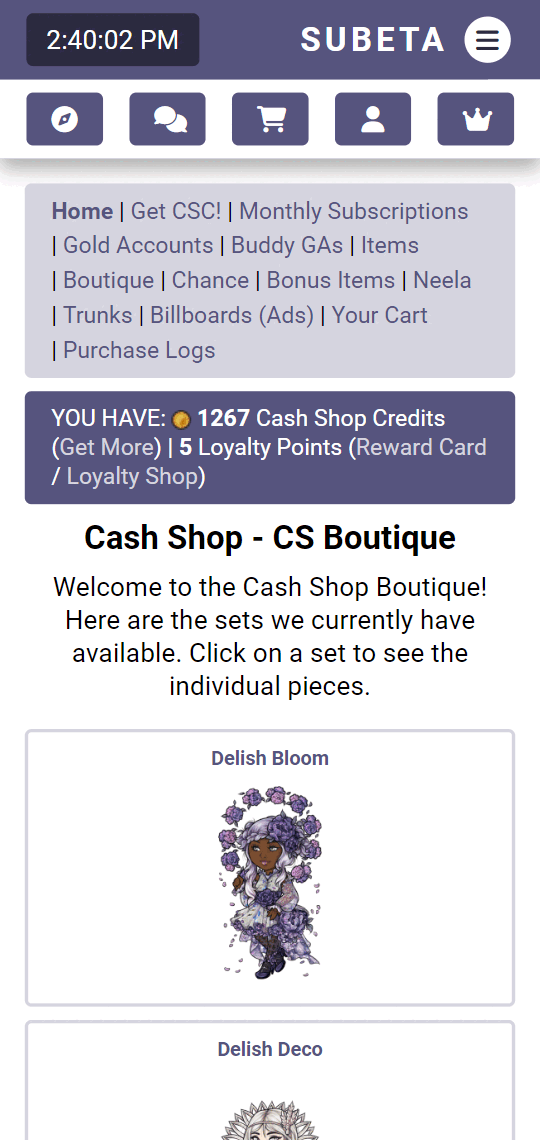 2:40:02 PM
SUBETA
Home | Get CSC! | Monthly Subscriptions
| Gold Accounts | Buddy GAs | Items
| Boutique | Chance | Bonus Items | Neela
| Trunks | Billboards (Ads) | Your Cart
| Purchase Logs
YOU HAVE: 1267 Cash Shop Credits
(Get More) | 5 Loyalty Points (Reward Card
/ Loyalty Shop)
Cash Shop - CS Boutique
Welcome to the Cash Shop Boutique!
Here are the sets we currently have
available. Click on a set to see the
individual pieces.
Delish Bloom
Delish Deco